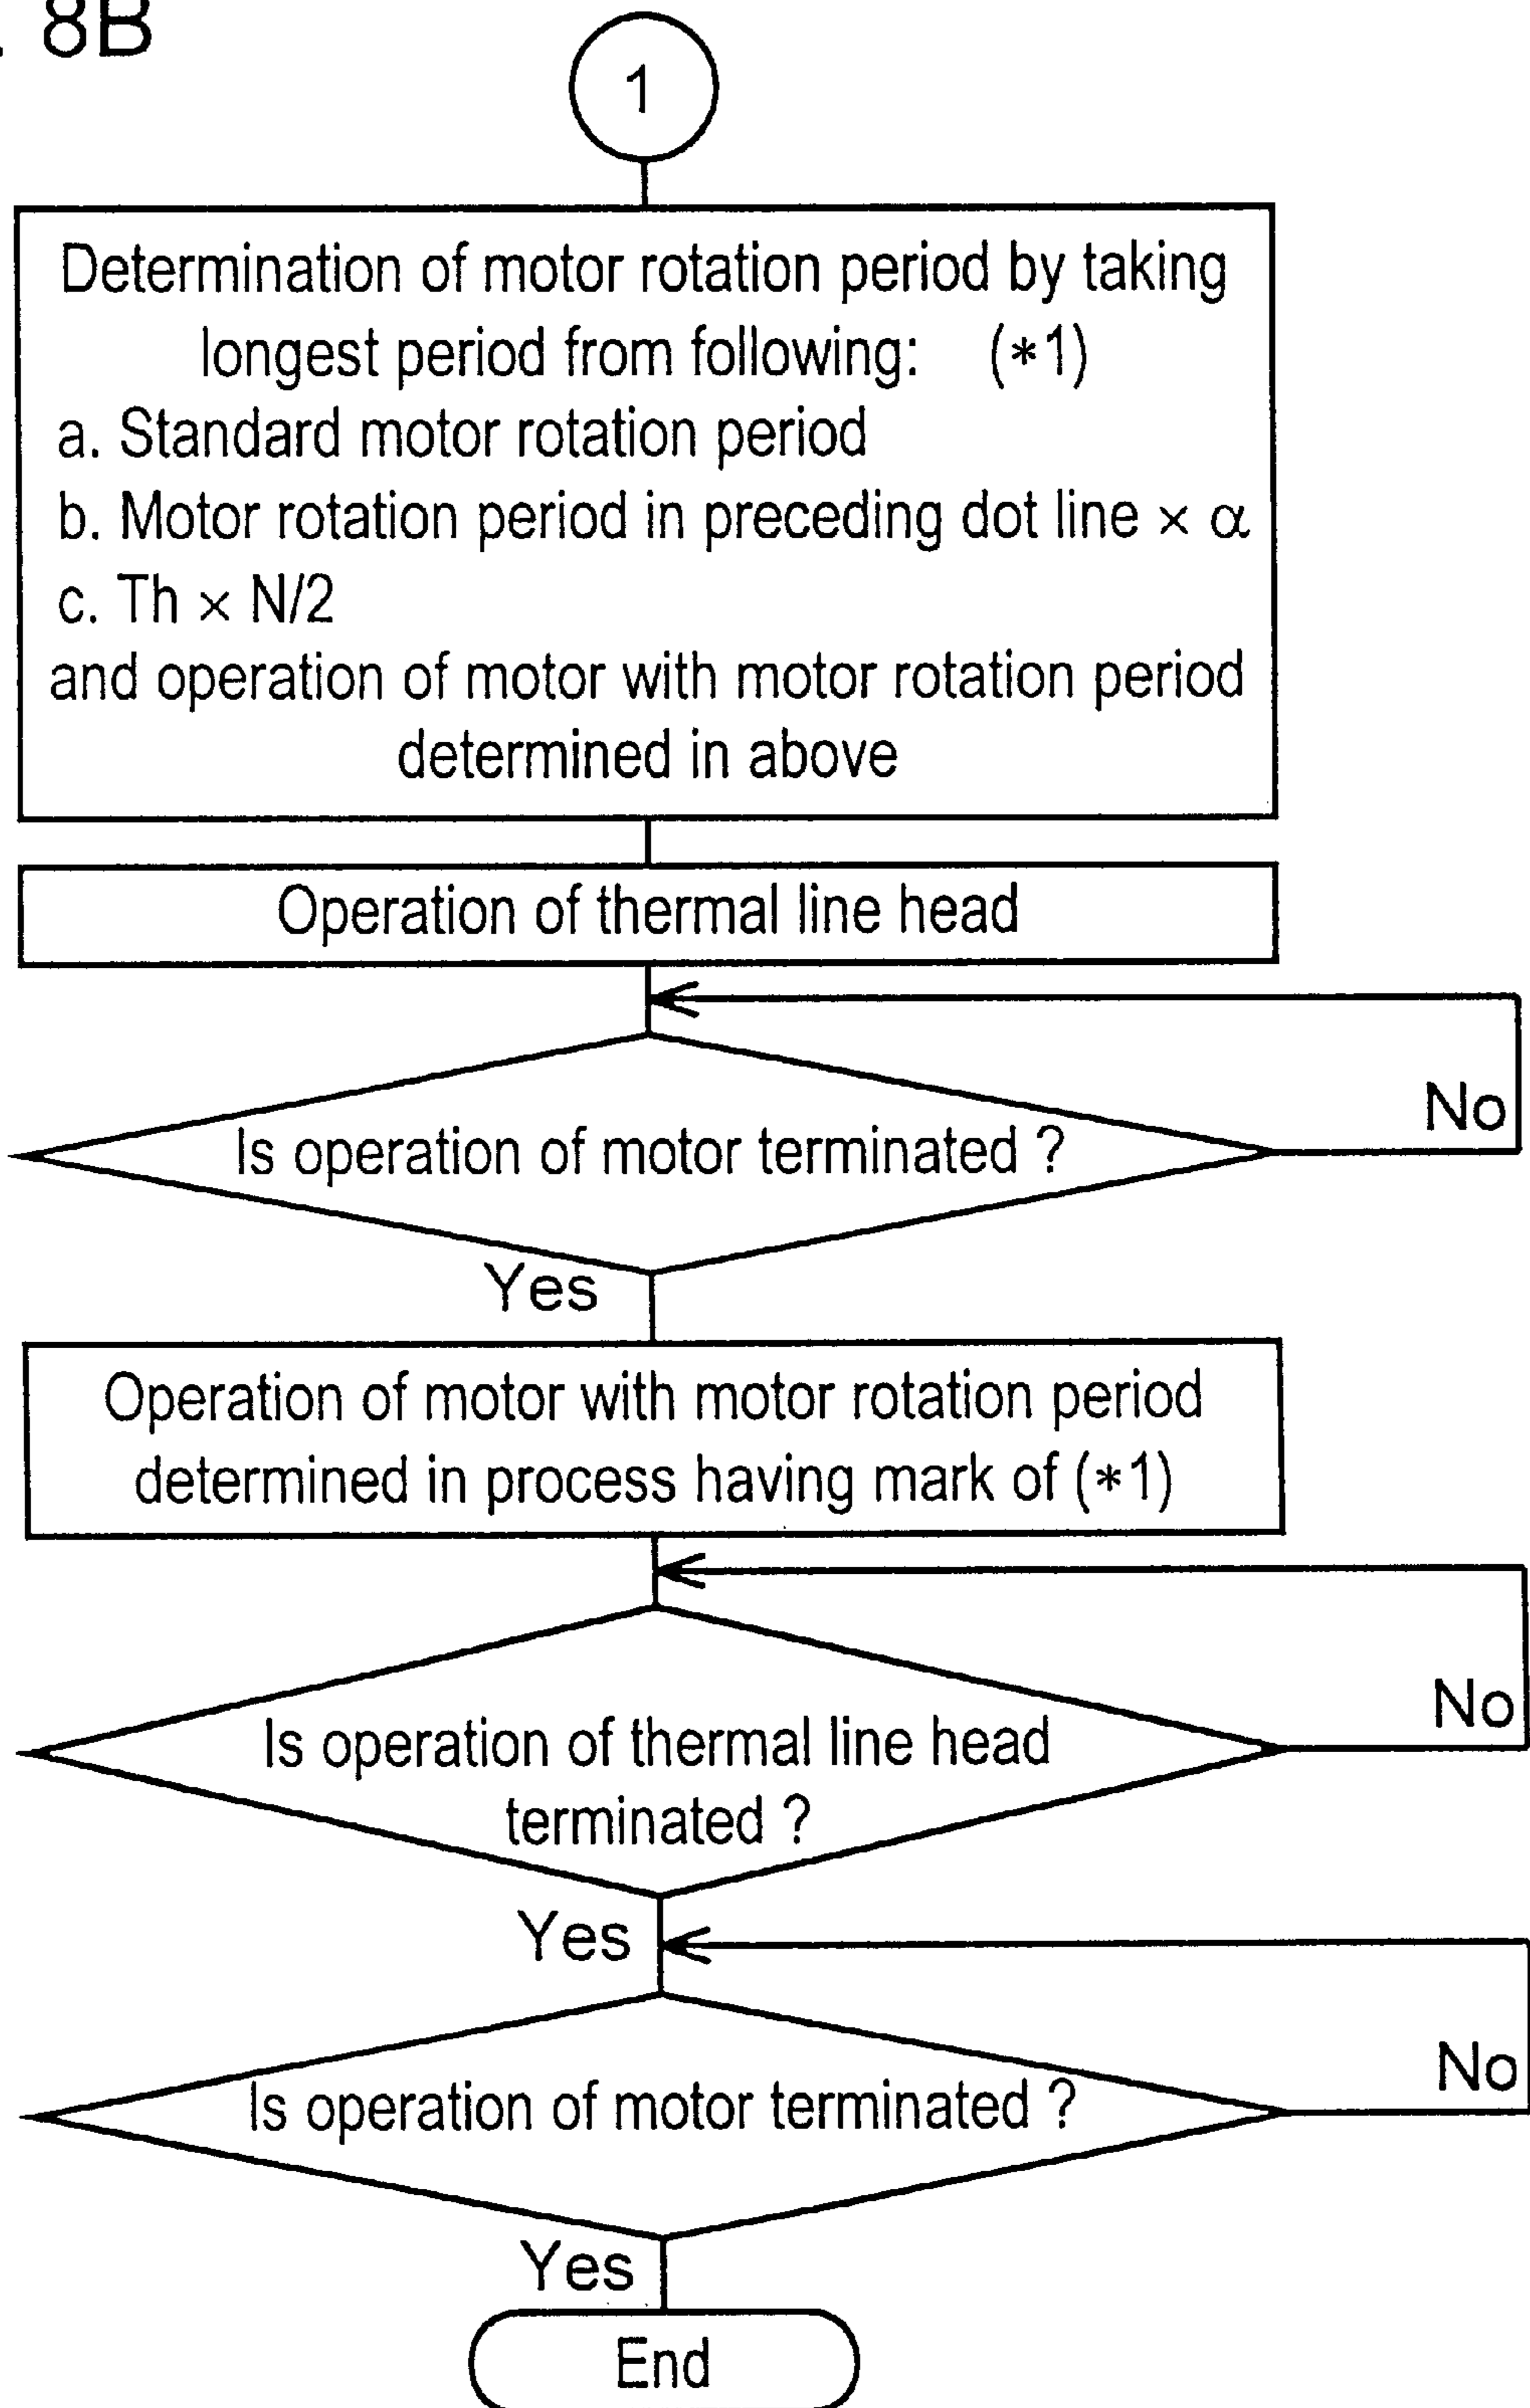 . 8B
1
Determination of motor rotation period by taking
longest period from following: (*1)
a. Standard motor rotation period
b. Motor rotation period in preceding dot line × α
c. Th × N/2
and operation of motor with motor rotation period
determined in above
Operation of thermal line head
No
Is operation of motor terminated ?
Yes
Operation of motor with motor rotation period
determined in process having mark of (*1)
No
Is operation of thermal line head
terminated ?
Yes
No
Is operation of motor terminated ?
Yes
End